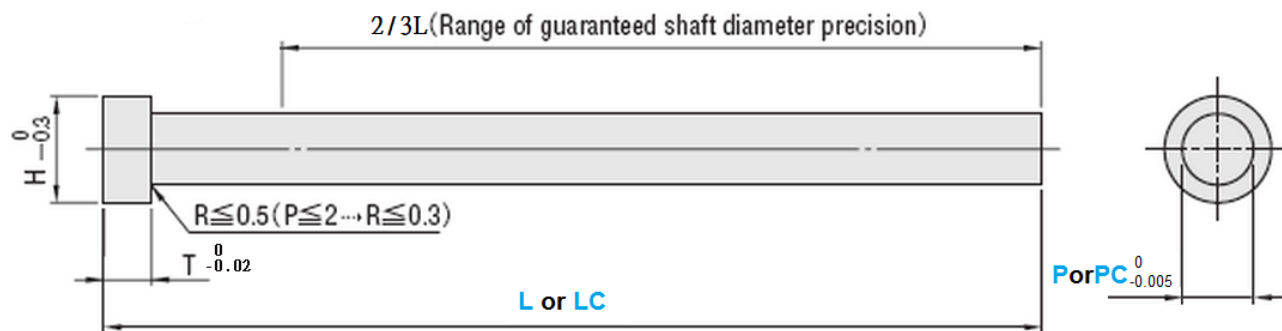 2/3L(Range of guaranteed shaft diameter precision)
H 0 -0.3
R≦0.5(P≦2···›R≦0.3)
T 0 -0.02
L or LC
PorPC 0 -0.005